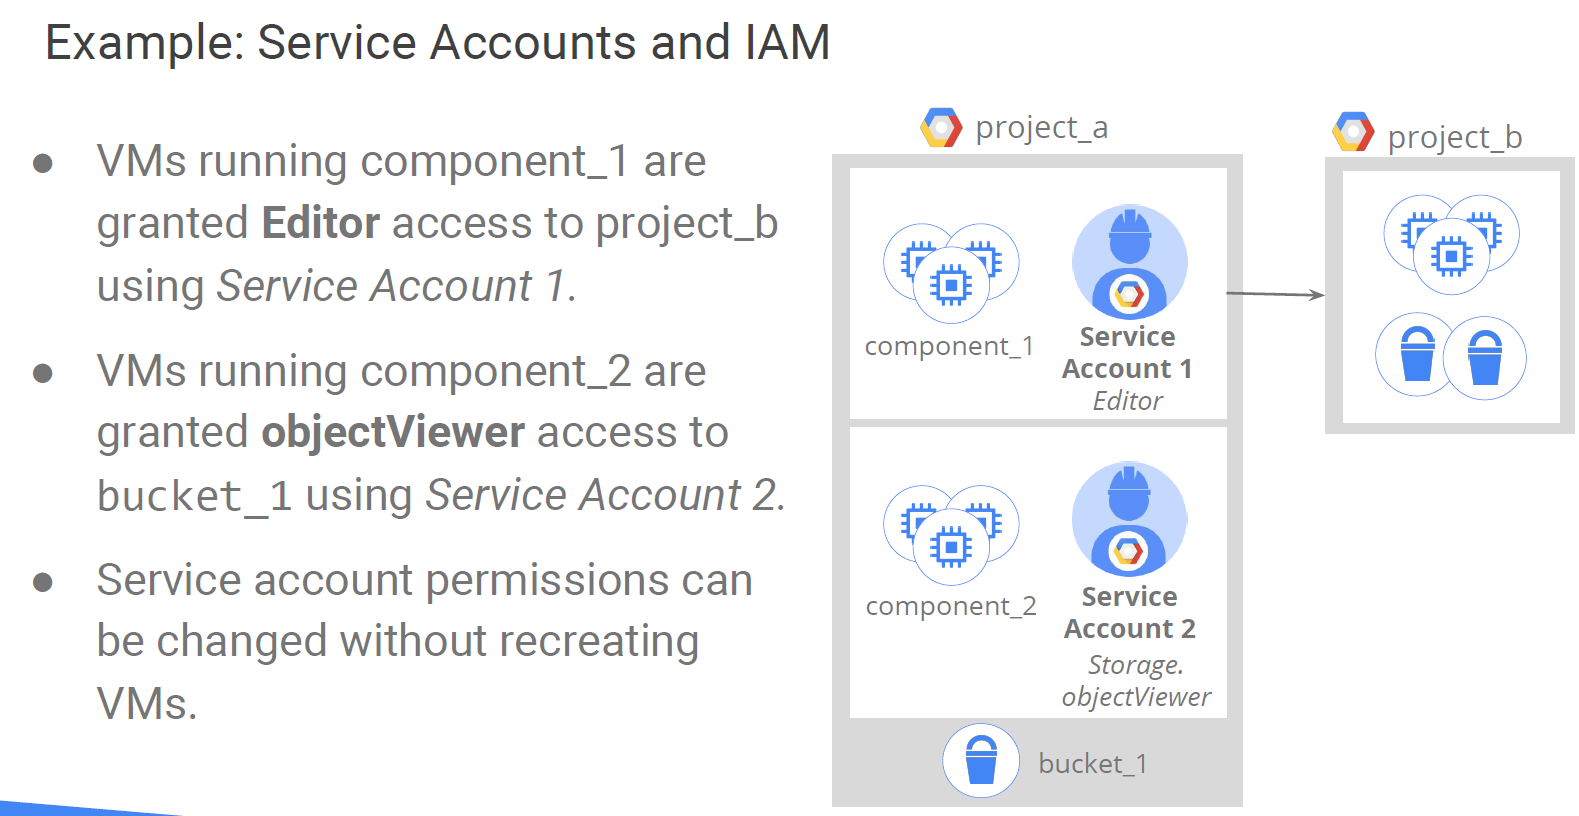 Example: Service Accounts and IAM
● VMs running component_1 are
granted Editor access to project_b
using Service Account 1.
● VMs running component_2 are
granted objectViewer access to
bucket_1 using Service Account 2.
● Service account permissions can
be changed without recreating
VMs.
project_a
component_1
Service
Account 1
Editor
component_2
Service
Account 2
Storage.
objectViewer
bucket_1
project_b